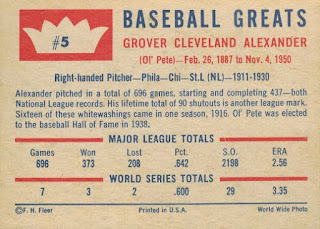 #5
BASEBALL GREATS
GROVER CLEVELAND ALEXANDER
(Ol' Pete)—Feb. 26, 1887 to Nov. 4, 1950
Right-handed Pitcher—Phila—Chi—St.L (NL)—1911-1930
Alexander pitched in a total of 696 games, starting and completing 437—both
National League records. His lifetime total of 90 shutouts is another league mark.
Sixteen of these whitewashings came in one season, 1916. Ol' Pete was elected
to the baseball Hall of Fame in 1938.
MAJOR LEAGUE TOTALS
Games Won Lost Pct. So. ERA
696 373 208 .642 2198 2.56
WORLD SERIES TOTALS
7 3 2 .600 29 3.35
©F. H. Fleer Printed in U.S.A. World Wide Photo